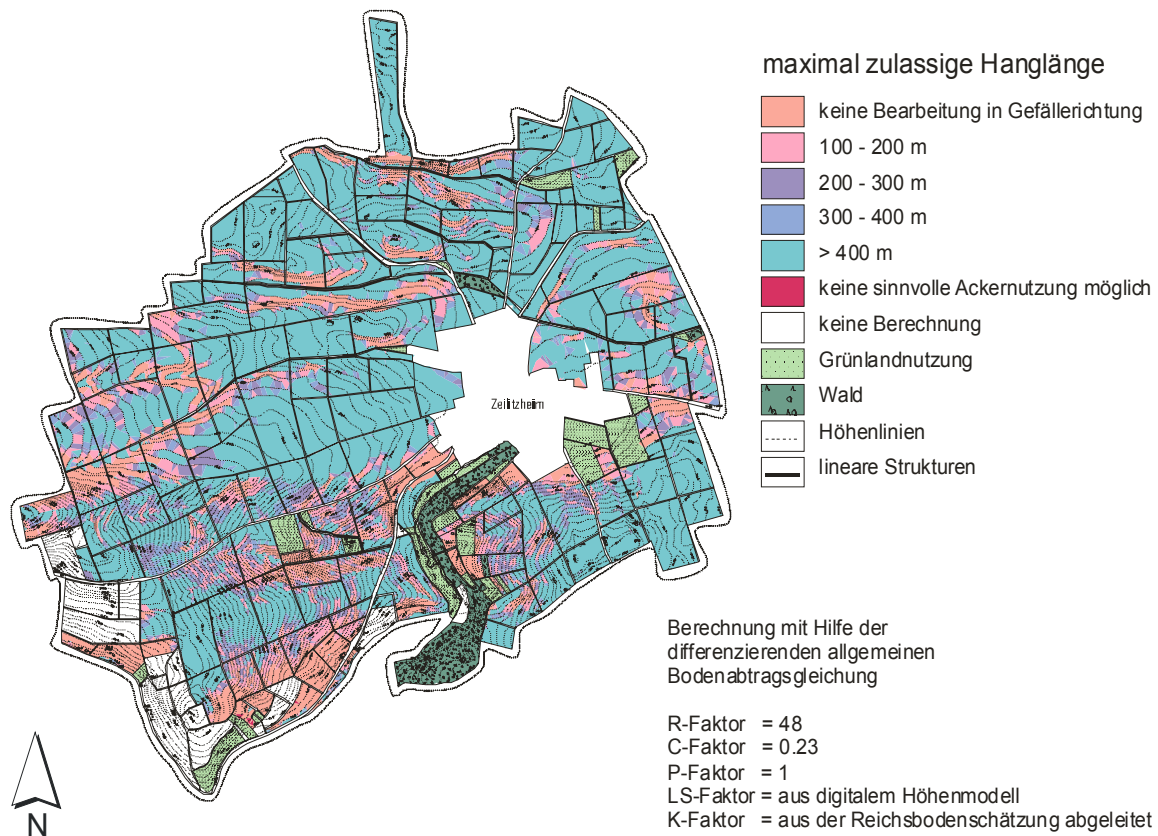 maximal zulassige Hanglänge
keine Bearbeitung in Gefällerichtung
100 - 200 m
200 - 300 m
300 - 400 m
> 400 m
keine sinnvolle Ackernutzung möglich
keine Berechnung
Grünlandnutzung
Wald
Höhenlinien
lineare Strukturen
Zeilitzheim
Berechnung mit Hilfe der
differenzierenden allgemeinen
Bodenabtragsgleichung
R-Faktor = 48
C-Faktor = 0.23
P-Faktor = 1
LS-Faktor = aus digitalem Höhenmodell
K-Faktor = aus der Reichsbodenschätzung abgeleitet
N